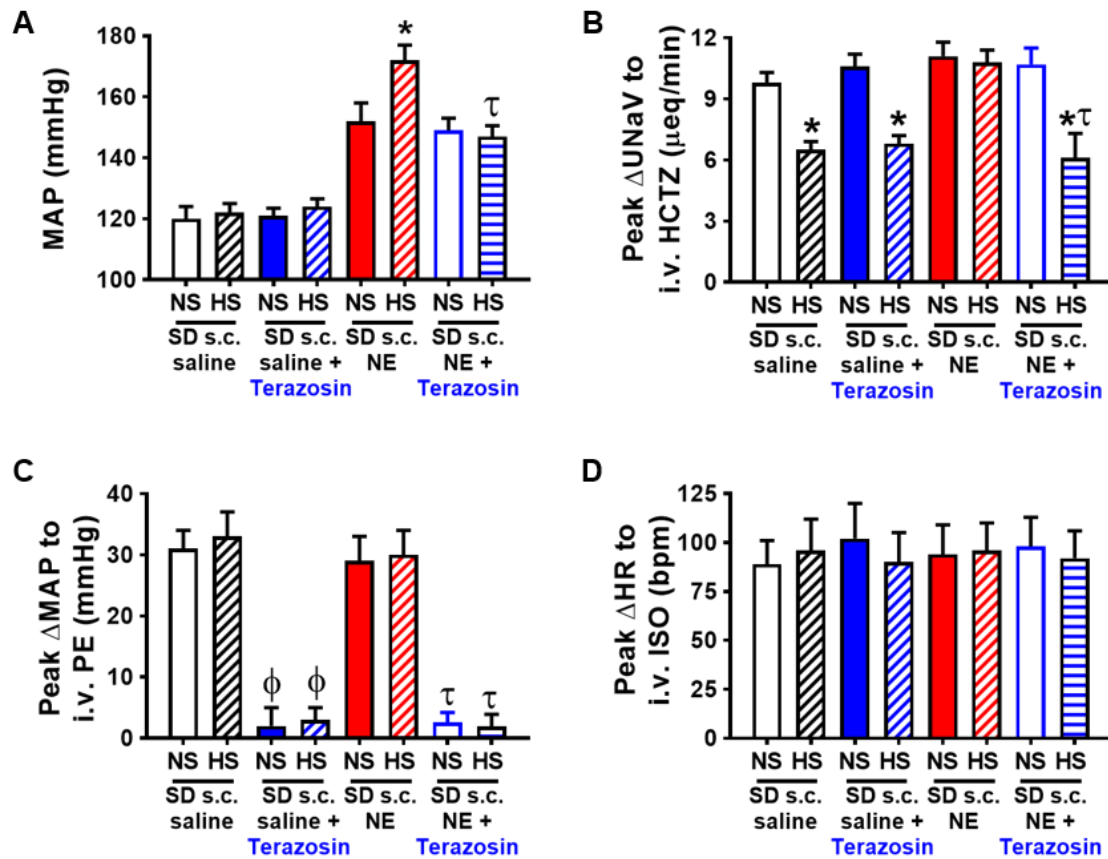 A
MAP (mmHg)
180
160
140
120
100
*
τ
NS HS NS HS NS HS NS HS
SD s.c. SD s.c. SD s.c. SD s.c.
saline saline + NE NE +
Terazosin Terazosin
B
Peak ΔUNaV to
i.v. HCTZ (μeq/min)
12
9
6
3
0
* * *τ
NS HS NS HS NS HS NS HS
SD s.c. SD s.c. SD s.c. SD s.c.
saline saline + NE NE +
Terazosin Terazosin
C
Peak ΔMAP to
i.v. PE (mmHg)
40
30
20
10
0
ϕ ϕ τ τ
NS HS NS HS NS HS NS HS
SD s.c. SD s.c. SD s.c. SD s.c.
saline saline + NE NE +
Terazosin Terazosin
D
Peak ΔHR to
i.v. ISO (bpm)
125
100
75
50
25
0
NS HS NS HS NS HS NS HS
SD s.c. SD s.c. SD s.c. SD s.c.
saline saline + NE NE +
Terazosin Terazosin